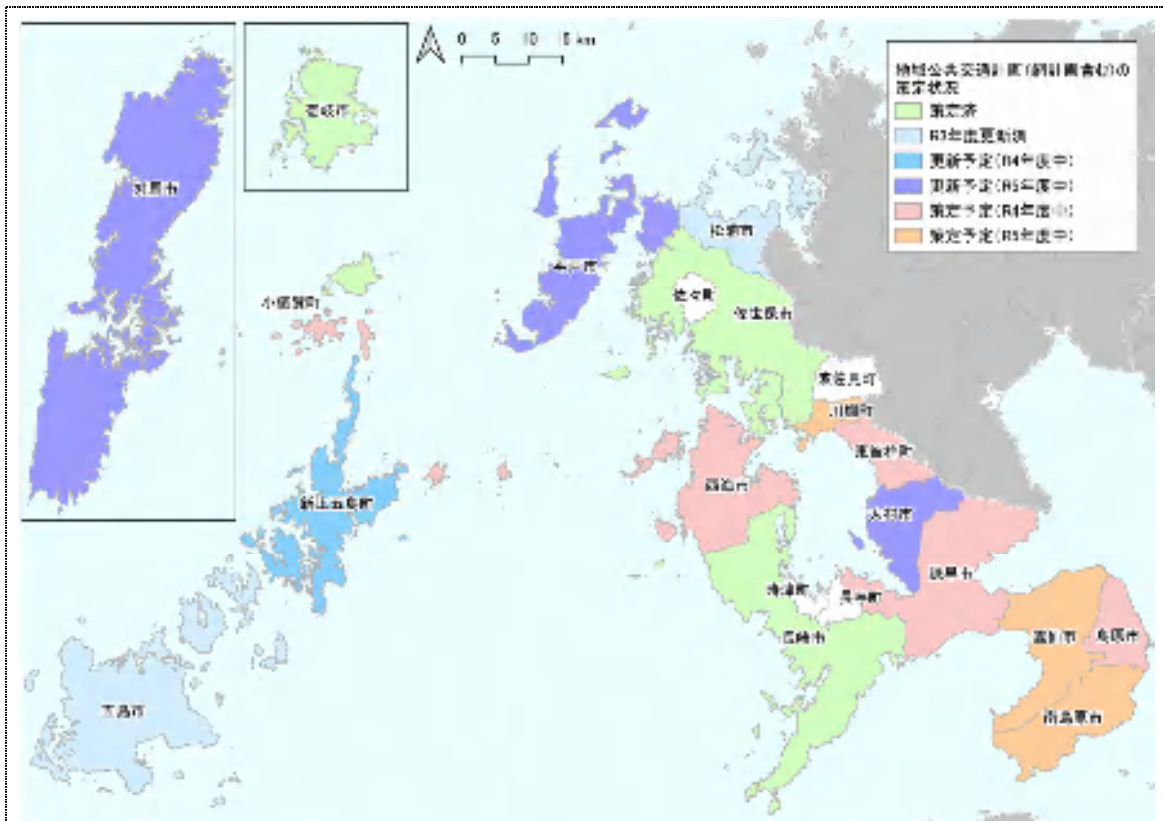 0 5 10 15 km
地域公共交通計画(網計画含む)の
策定状況
策定済
R3年度更新済
更新予定(R4年度中)
更新予定(R5年度中)
策定予定(R4年度中)
策定予定(R5年度中)
壱岐市
対馬市
松浦市
平戸市
佐々町
小値賀町
佐世保市
東彼杵町
川棚町
西海市
新上五島町
大村市
諫早市
時津町
長与町
長崎市
雲仙市
島原市
五島市
南島原市